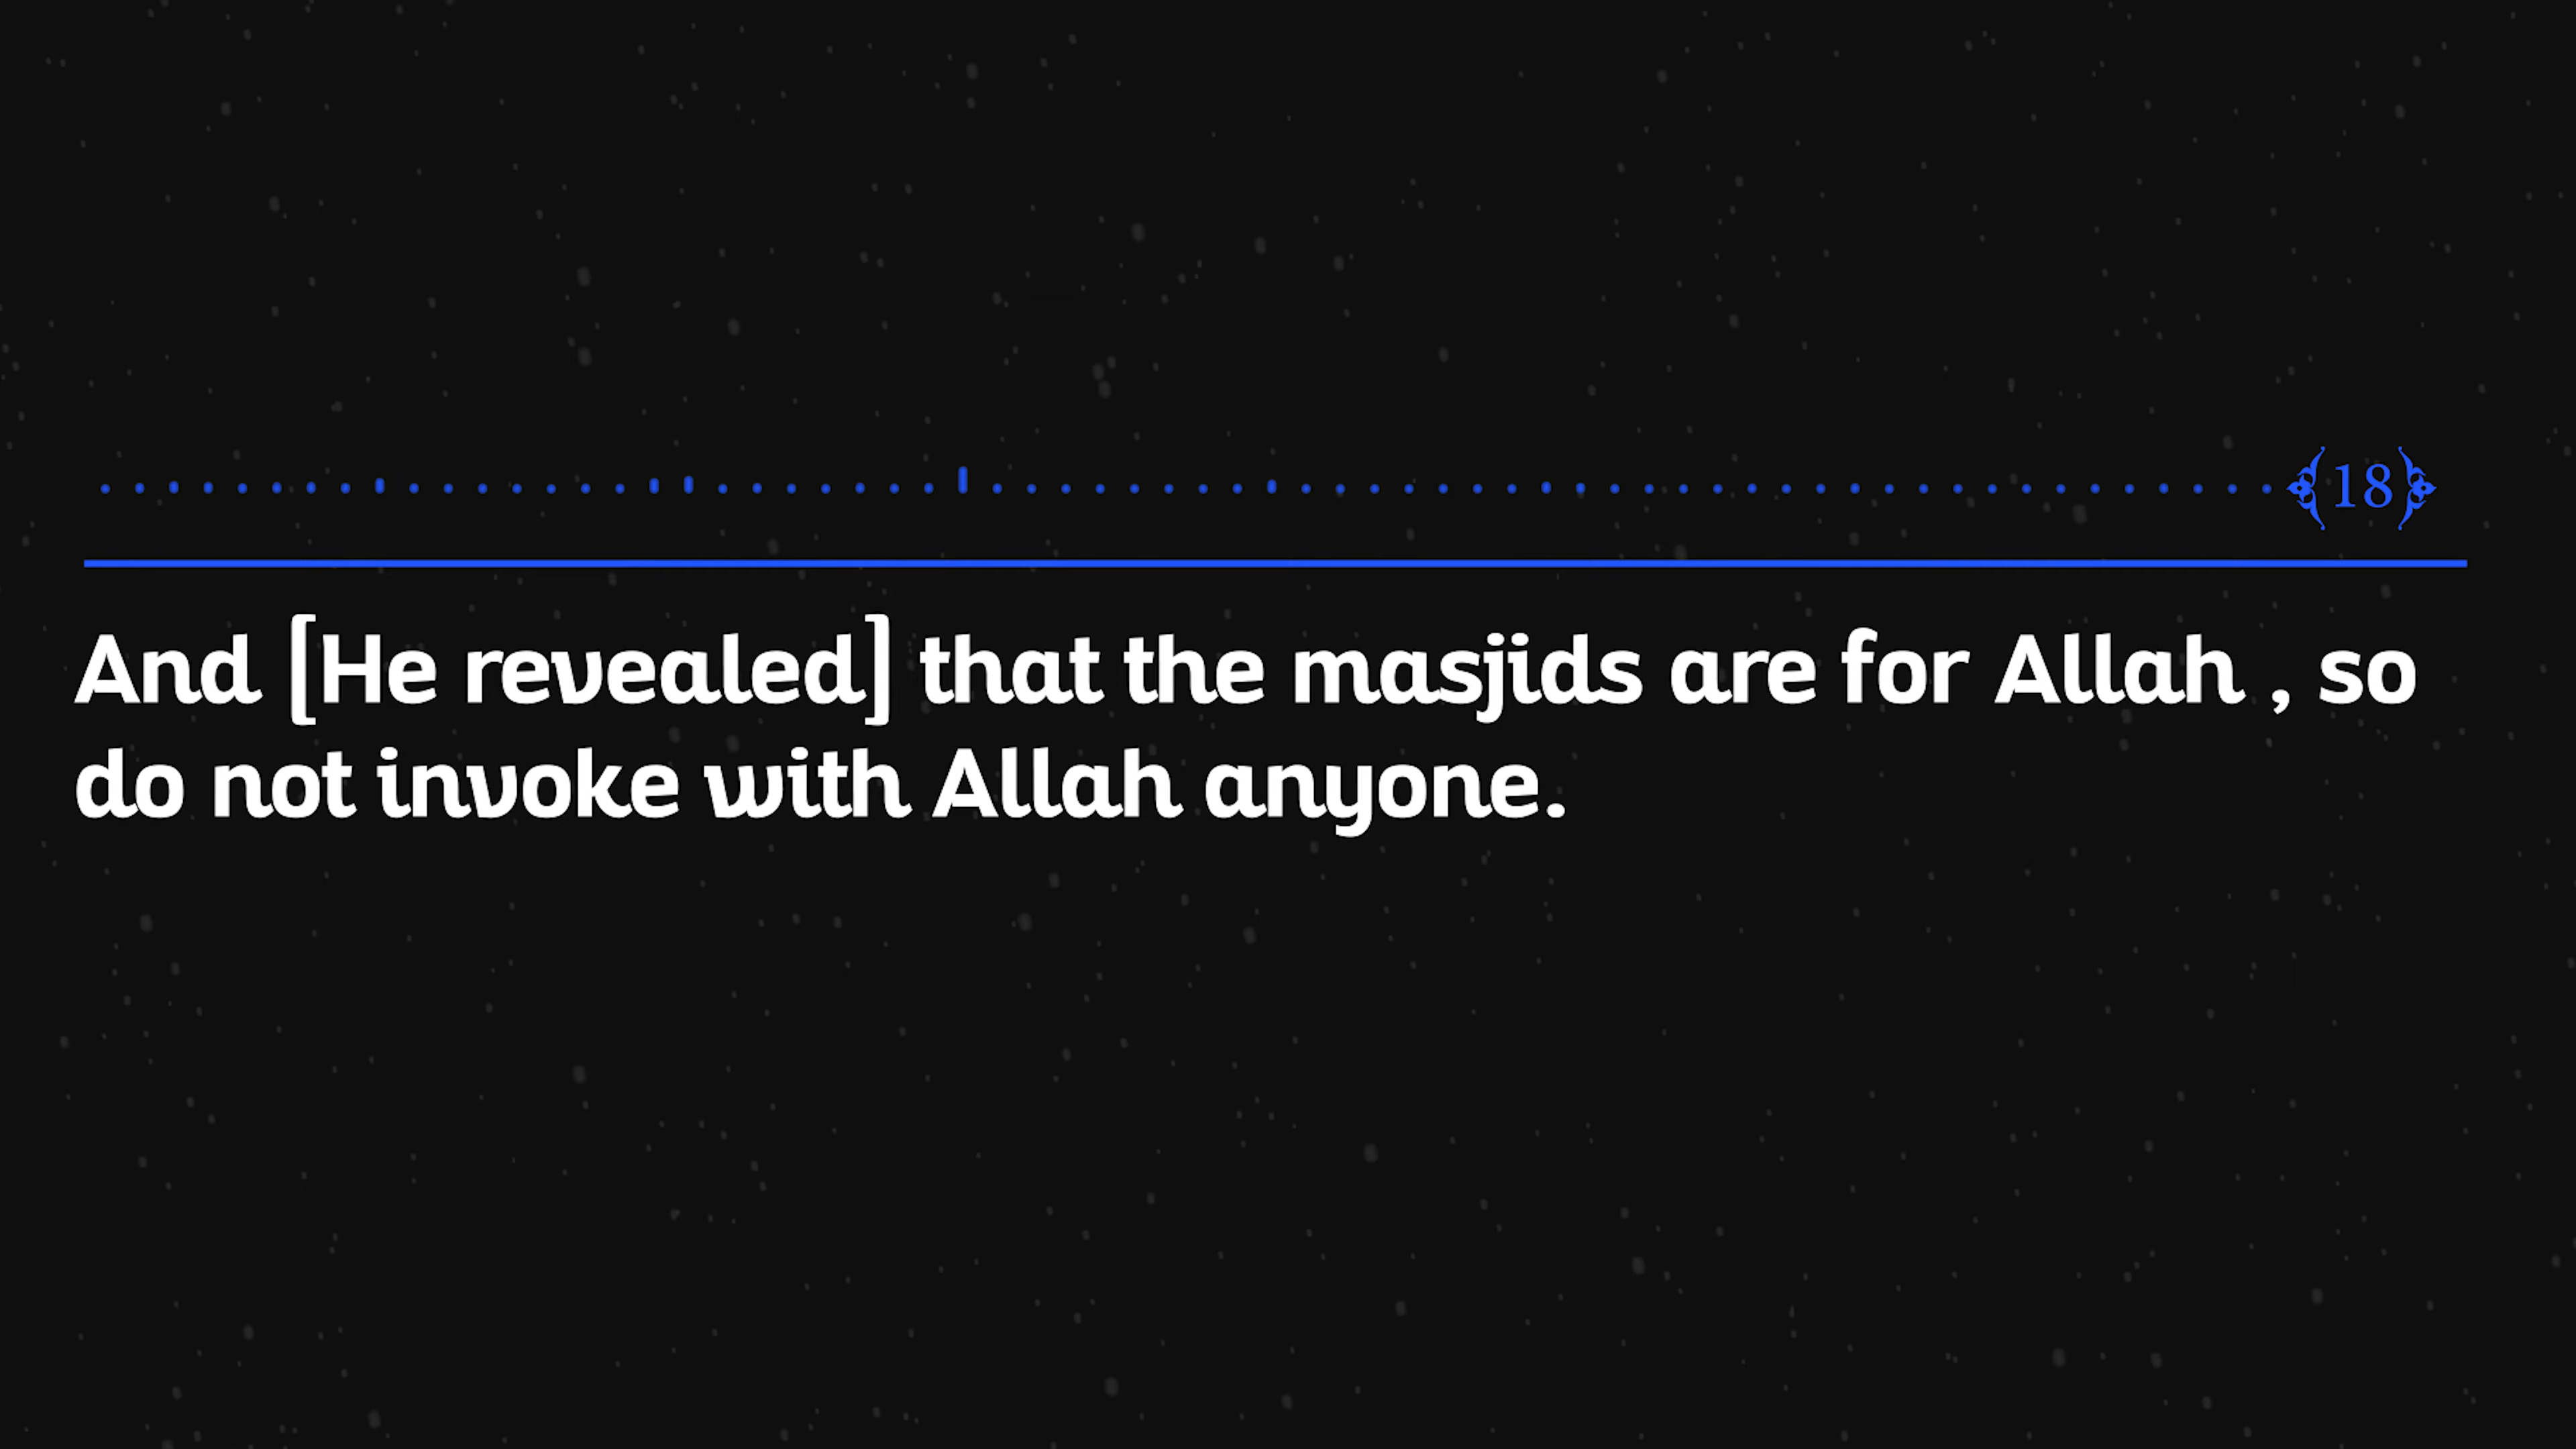 18
And [He revealed] that the masjids are for Allah , so
do not invoke with Allah anyone.